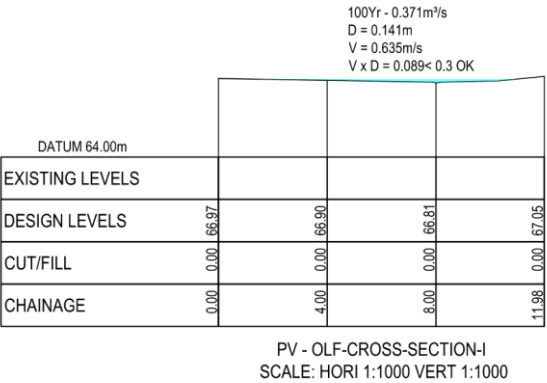 100Yr - 0.371m³/s
D = 0.141m
V = 0.635m/s
V x D = 0.089< 0.3 OK
DATUM 64.00m
EXISTING LEVELS
DESIGN LEVELS 66.97 66.90 66.81 67.05
CUT/FILL 0.00 0.00 0.00 0.00
CHAINAGE 0.00 4.00 8.00 11.98
PV - OLF-CROSS-SECTION-I
SCALE: HORI 1:1000 VERT 1:1000